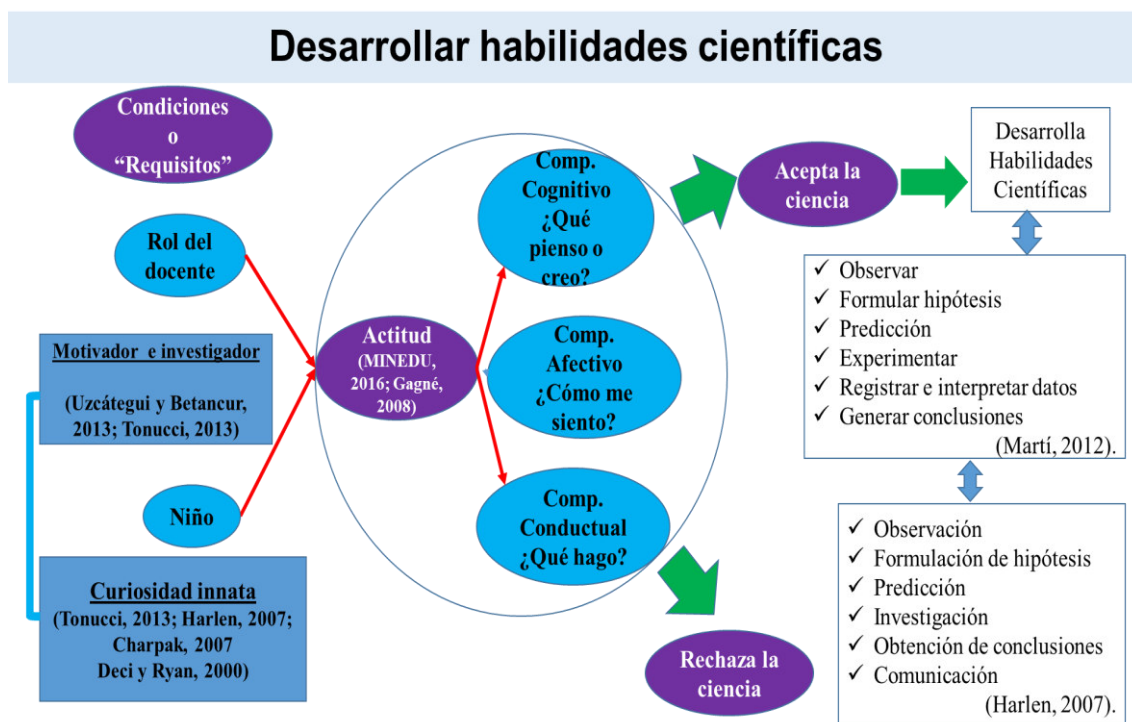 Desarrollar habilidades científicas
Condiciones
o
“Requisitos”
Rol del
docente
Motivador e investigador
(Uzcátegui y Betancur,
2013; Tonucci, 2013)
Niño
Curiosidad innata
(Tonucci, 2013; Harlen, 2007;
Charpak, 2007
Deci y Ryan, 2000)
Actitud
(MINEDU,
2016; Gagné,
2008)
Comp.
Cognitivo
¿Qué
pienso o
creo?
Comp.
Afectivo
¿Cómo me
siento?
Comp.
Conductual
¿Qué hago?
Acepta la
ciencia
Rechaza la
ciencia
Desarrolla
Habilidades
Científicas
✓ Observar
✓ Formular hipótesis
✓ Predicción
✓ Experimentar
✓ Registrar e interpretar datos
✓ Generar conclusiones
(Martí, 2012).
✓ Observación
✓ Formulación de hipótesis
✓ Predicción
✓ Investigación
✓ Obtención de conclusiones
✓ Comunicación
(Harlen, 2007).